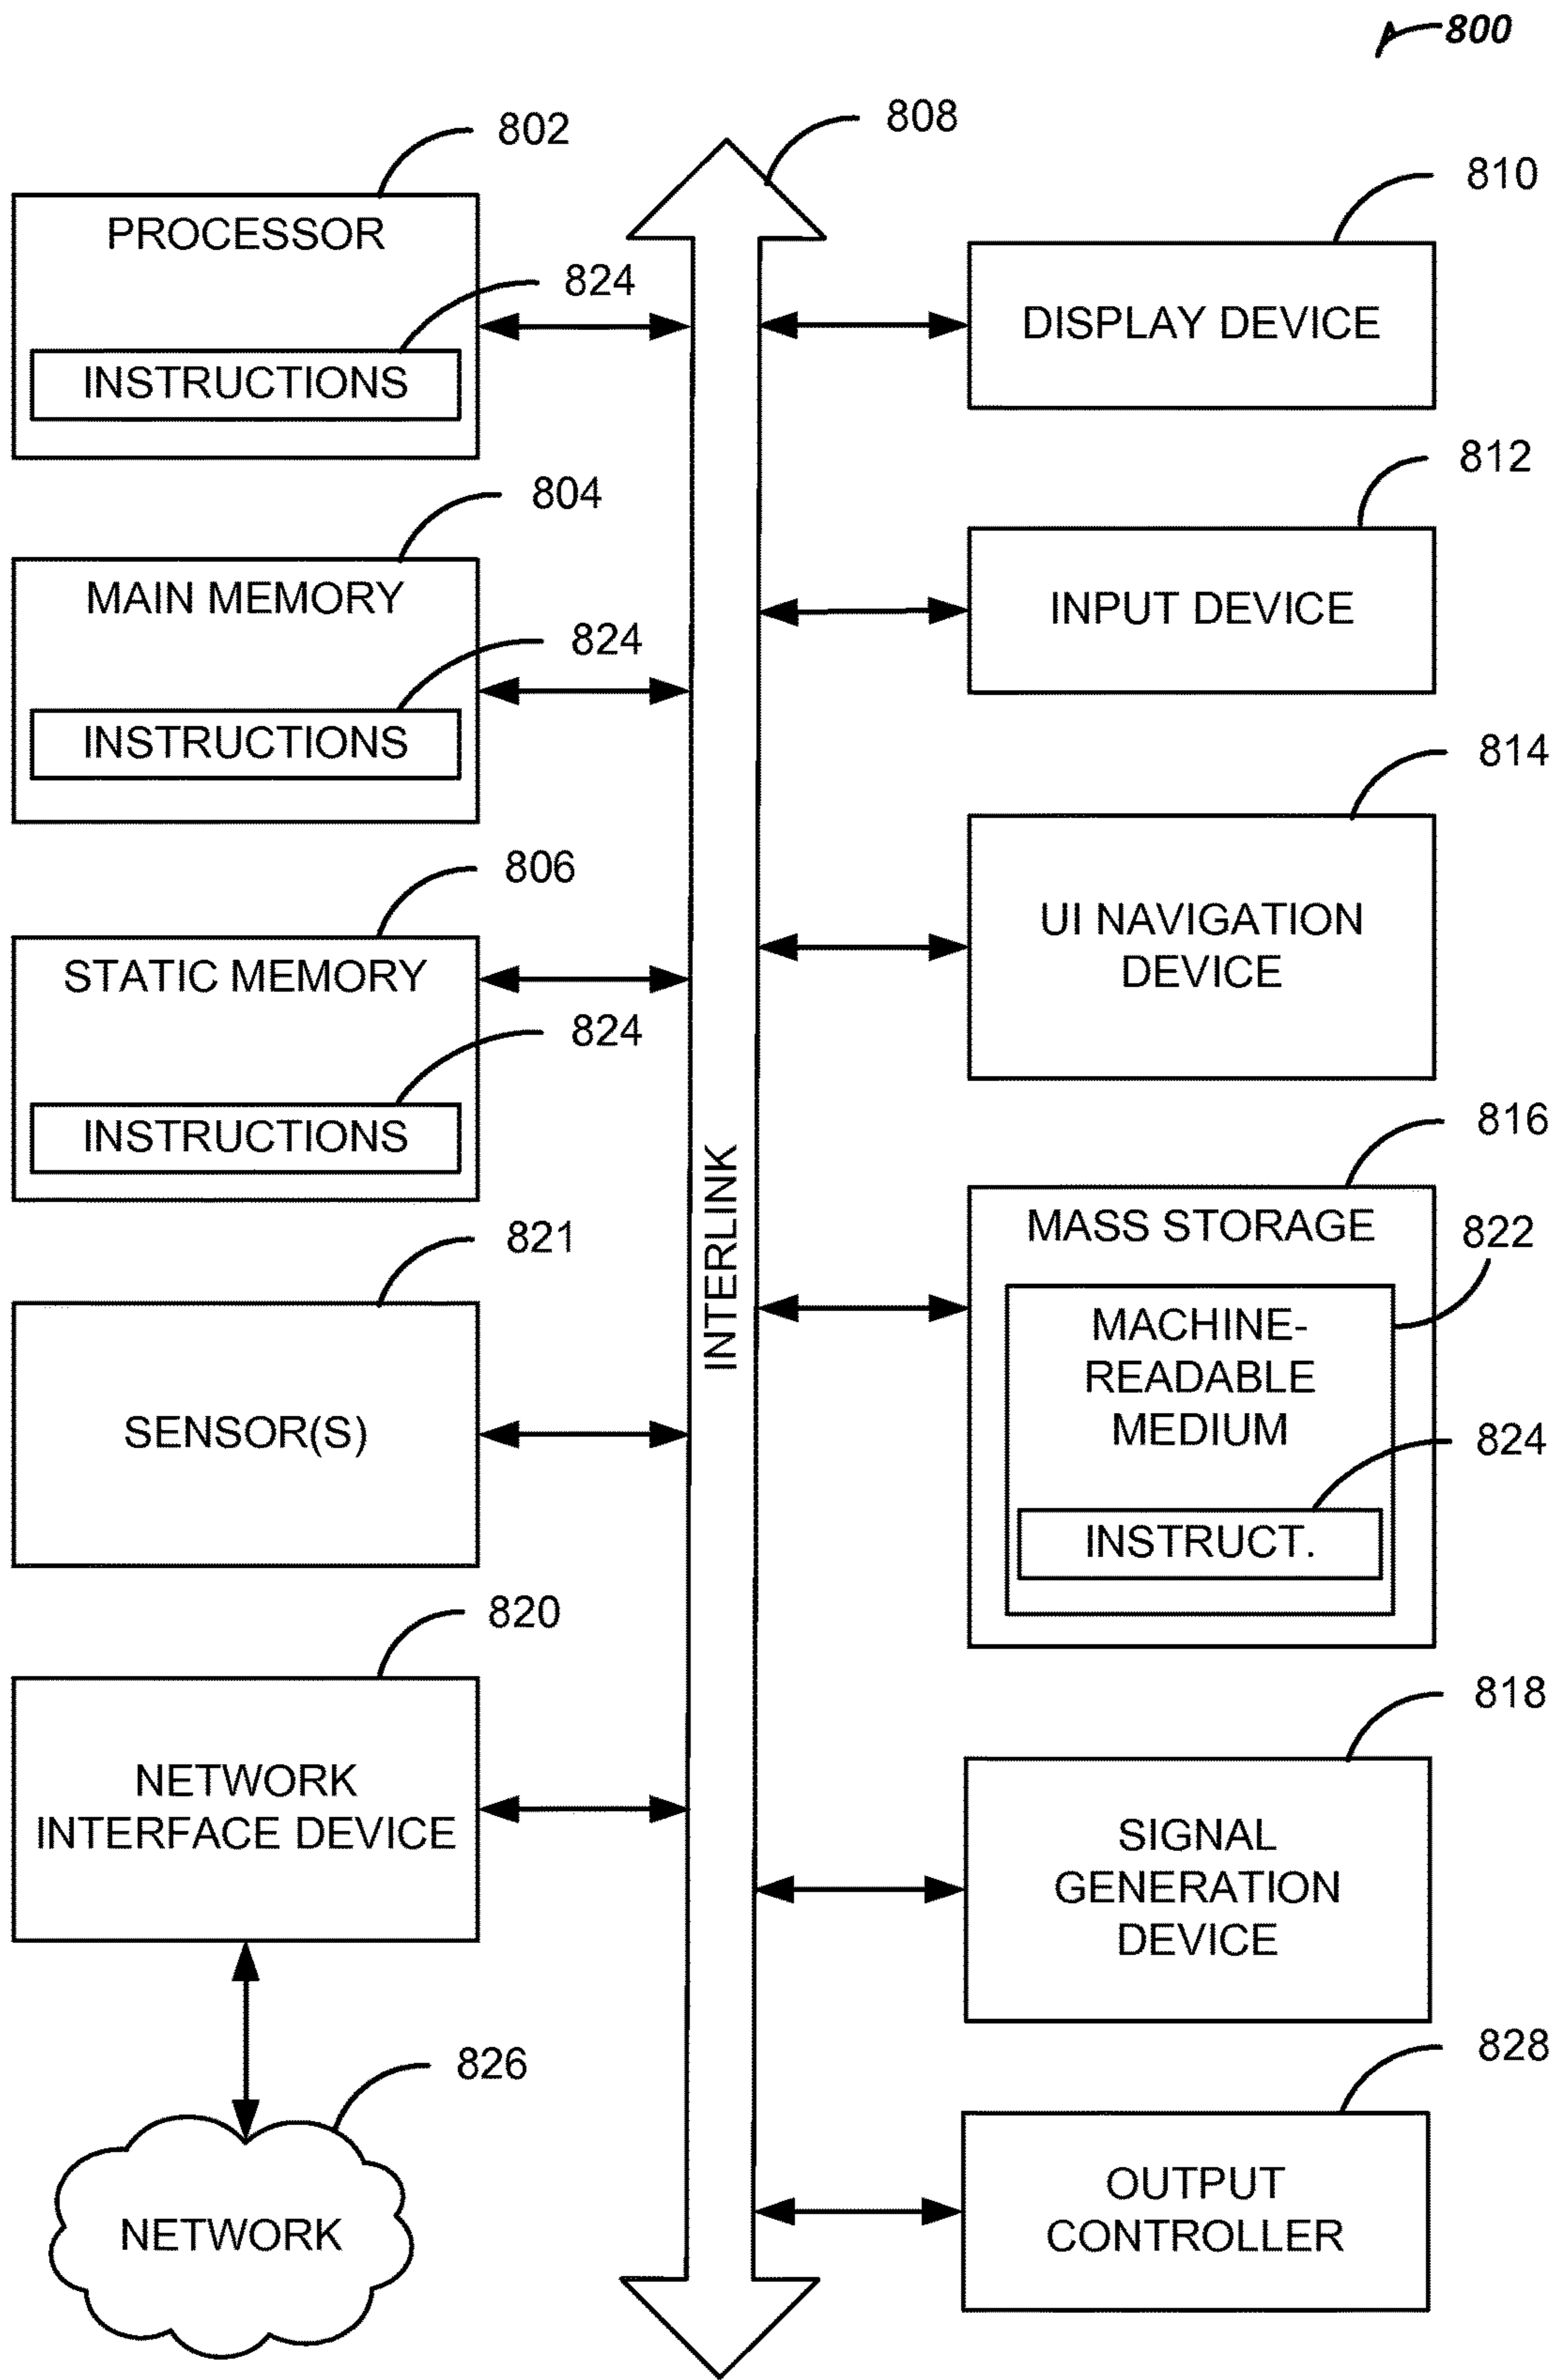 800
802
PROCESSOR
824
INSTRUCTIONS
804
MAIN MEMORY
824
INSTRUCTIONS
806
STATIC MEMORY
824
INSTRUCTIONS
821
SENSOR(S)
820
NETWORK
INTERFACE DEVICE
826
NETWORK
808
INTERLINK
810
DISPLAY DEVICE
812
INPUT DEVICE
814
UI NAVIGATION
DEVICE
816
MASS STORAGE
822
MACHINE-
READABLE
MEDIUM
824
INSTRUCT.
818
SIGNAL
GENERATION
DEVICE
828
OUTPUT
CONTROLLER